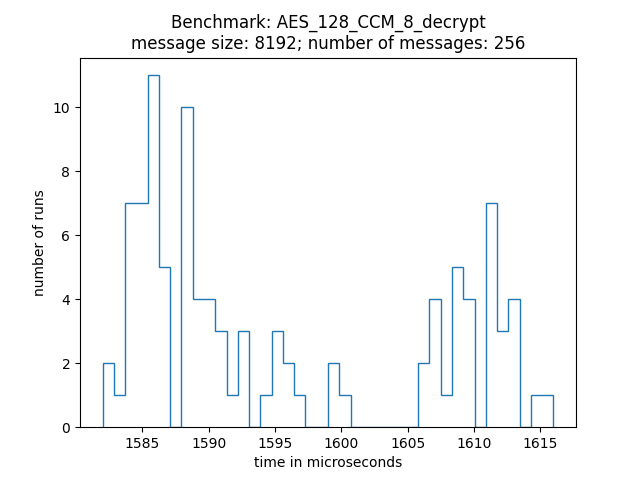 Benchmark: AES_128_CCM_8_decrypt
message size: 8192; number of messages: 256
number of runs
10
8
6
4
2
0
1585 1590 1595 1600 1605 1610 1615
time in microseconds